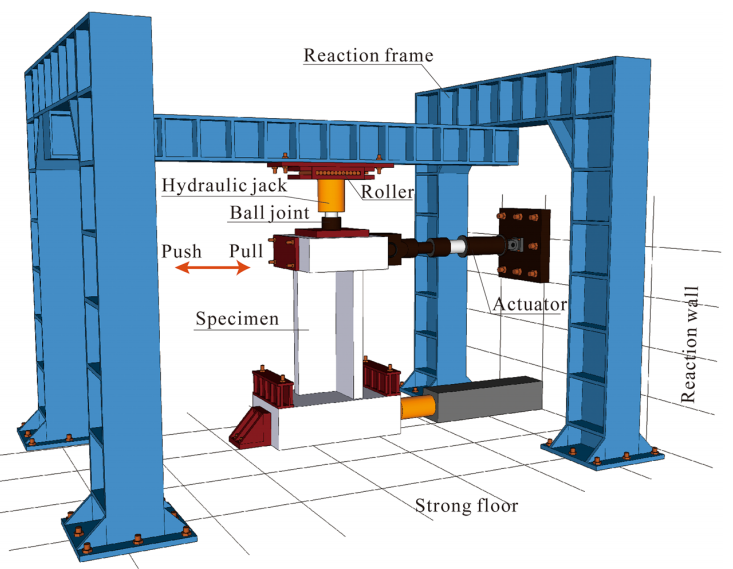 Reaction frame
Hydraulic jack
Roller
Ball joint
Push
Pull
Actuator
Specimen
Reaction wall
Strong floor